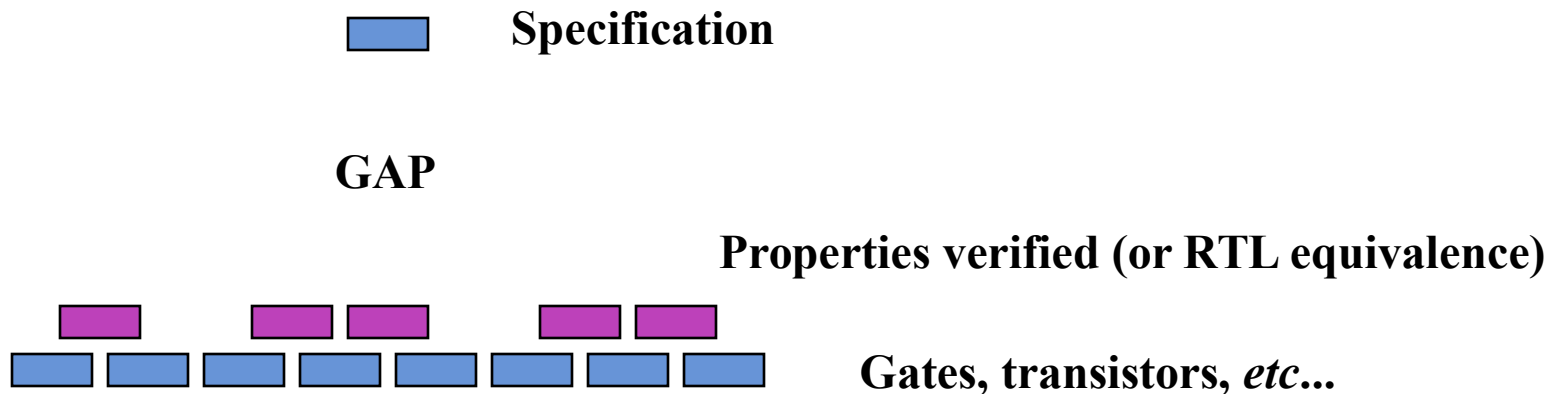 Specification
GAP
Properties verified (or RTL equivalence)
Gates, transistors, etc...